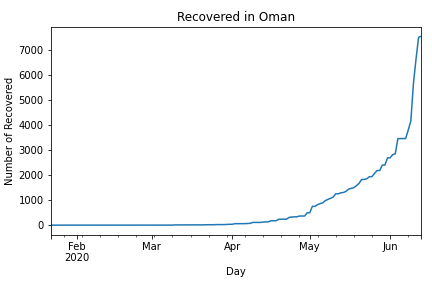 Recovered in Oman
Number of Recovered
7000
6000
5000
4000
3000
2000
1000
0
Feb
2020
Mar
Apr
May
Jun
Day